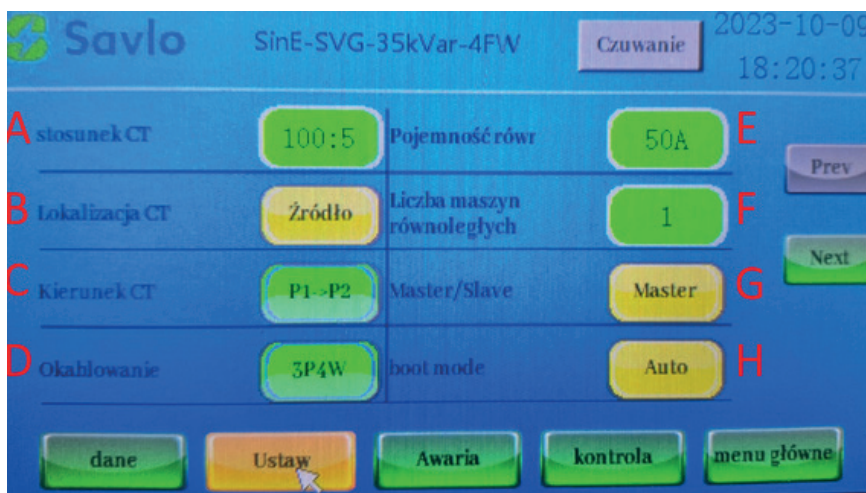 Savlo
SinE-SVG-35kVar-4FW
Czuwanie
2023-10-09
18:20:37
A stosunek CT 100:5
Pojemność równ 50A E
Prev
B Lokalizacja CT Źródło
Liczba maszyn
równoległych
1 F
Next
C Kierunek CT P1->P2
Master/Slave Master G
D Okablowanie 3P4W
boot mode Auto H
dane
Ustaw
Awaria
kontrola
menu główne